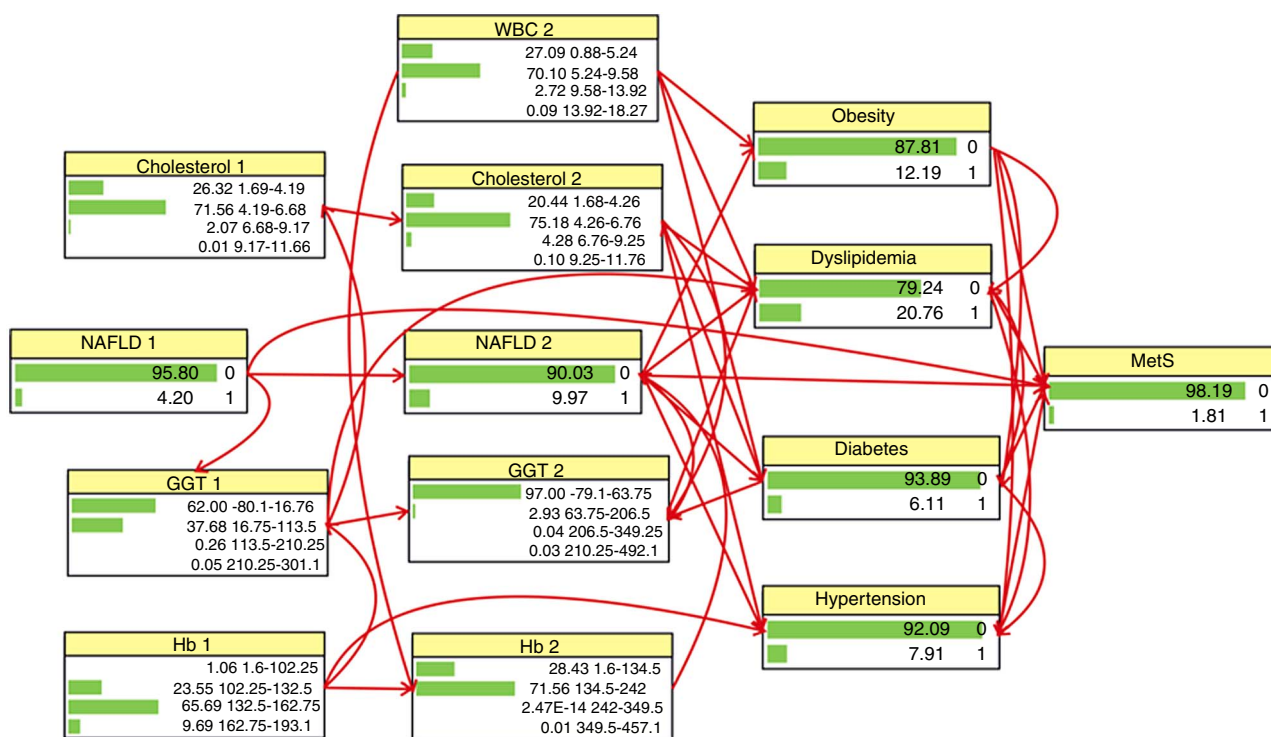 WBC 2
27.09 0.88-5.24
70.10 5.24-9.58
2.72 9.58-13.92
0.09 13.92-18.27
Cholesterol 1
26.32 1.69-4.19
71.56 4.19-6.68
2.07 6.68-9.17
0.01 9.17-11.66
Cholesterol 2
20.44 1.68-4.26
75.18 4.26-6.76
4.28 6.76-9.25
0.10 9.25-11.76
Obesity
87.81 0
12.19 1
Dyslipidemia
79.24 0
20.76 1
NAFLD 1
95.80 0
4.20 1
NAFLD 2
90.03 0
9.97 1
MetS
98.19 0
1.81 1
GGT 1
62.00 -80.1-16.76
37.68 16.75-113.5
0.26 113.5-210.25
0.05 210.25-301.1
GGT 2
97.00 -79.1-63.75
2.93 63.75-206.5
0.04 206.5-349.25
0.03 210.25-492.1
Diabetes
93.89 0
6.11 1
Hypertension
92.09 0
7.91 1
Hb 1
1.06 1.6-102.25
23.55 102.25-132.5
65.69 132.5-162.75
9.69 162.75-193.1
Hb 2
28.43 1.6-134.5
71.56 134.5-242
2.47E-14 242-349.5
0.01 349.5-457.1